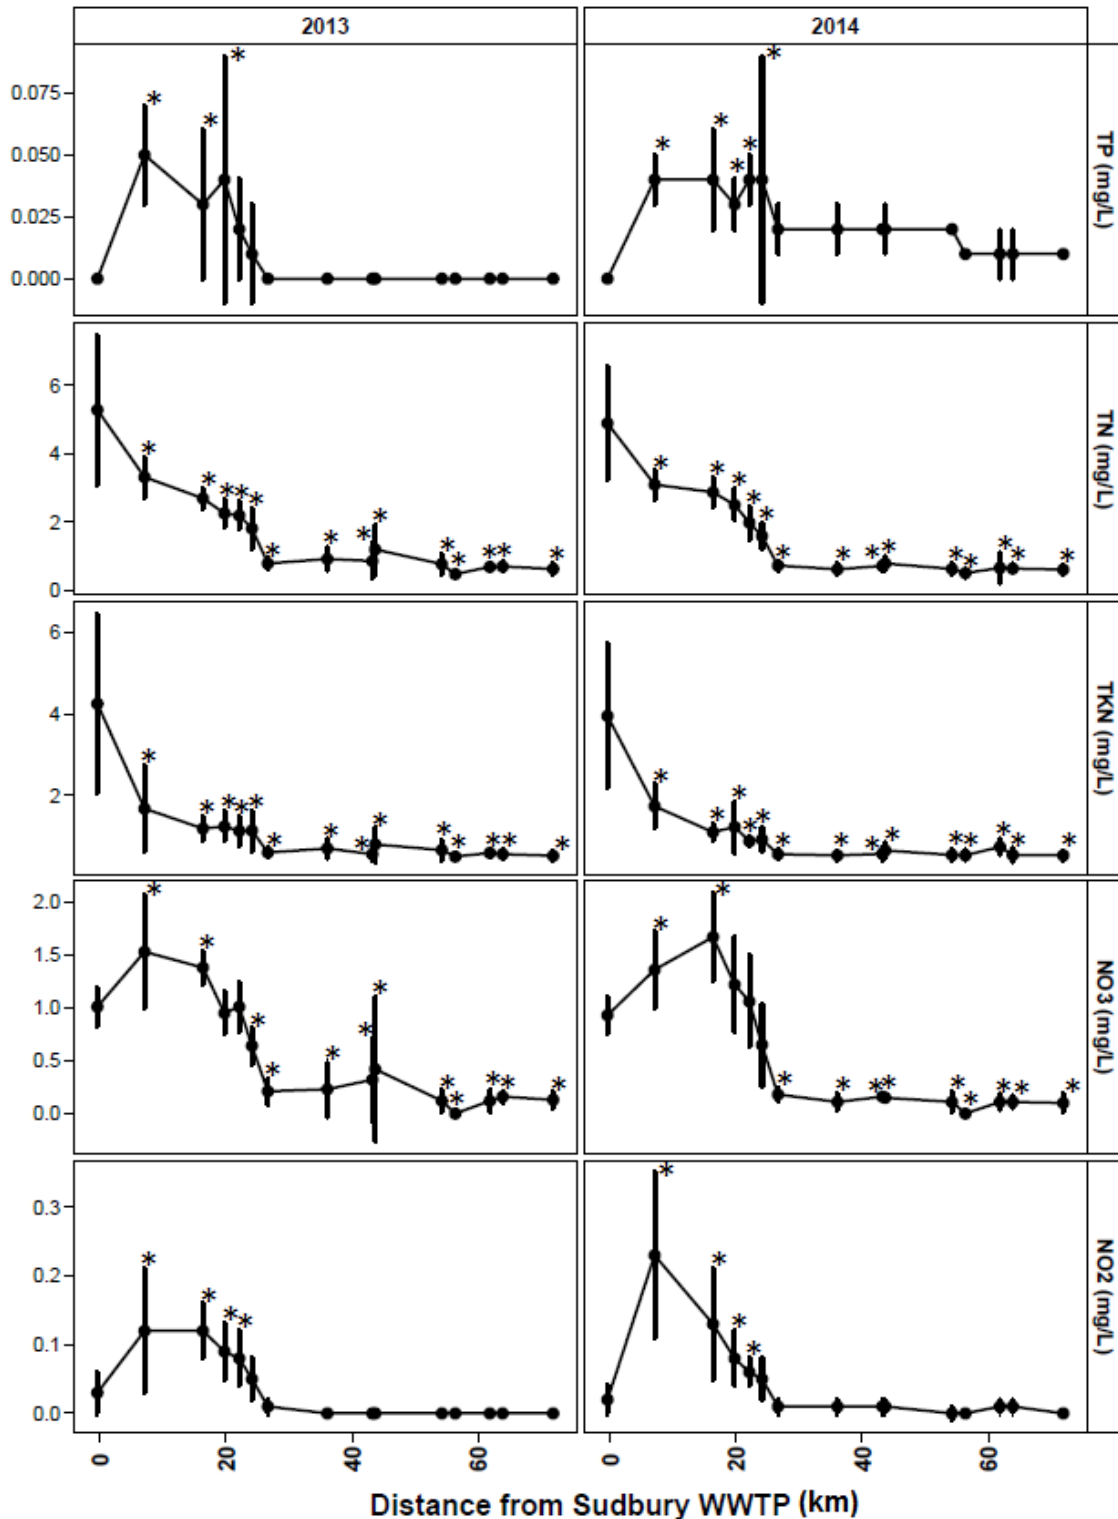 2013 2014
0.075
0.050
0.025
0.000
TP (mg/L)
* * * * * * * *
6
4
2
0
TN (mg/L)
* * * * * * * * * * * * * * * * * * * * * * * * * * * *
6
4
2
TKN (mg/L)
* * * * * * * * * * * * * * * * * * * * * * * * * * * *
2.0
1.5
1.0
0.5
0.0
NO3 (mg/L)
* * * * * * * * * * * * * * * * * * * * * * *
0.3
0.2
0.1
0.0
NO2 (mg/L)
* * * * * * * *
0 20 40 60 0 20 40 60
Distance from Sudbury WWTP (km)